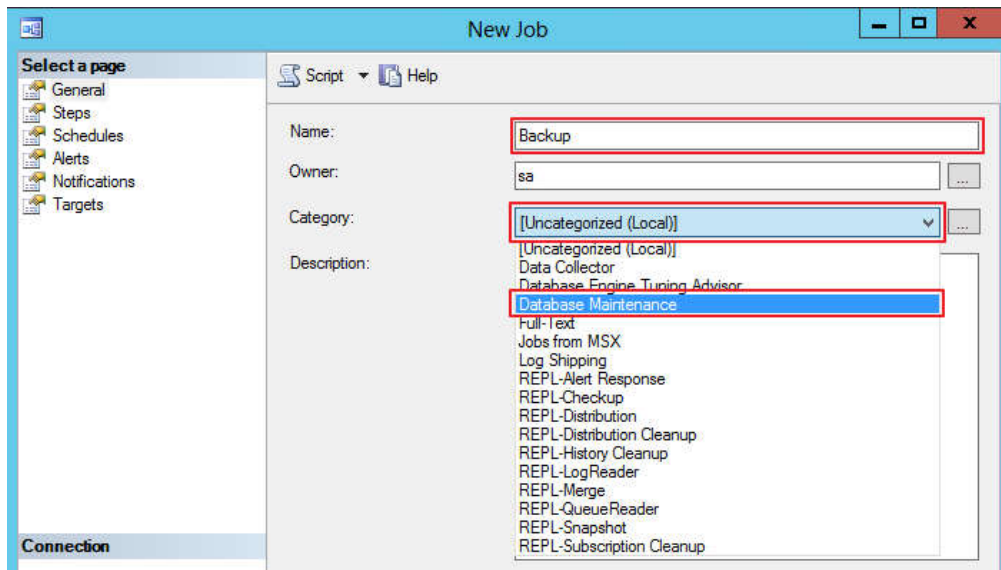 New Job
Select a page
General
Steps
Schedules
Alerts
Notifications
Targets
Connection
Script
Help
Name:
Backup
Owner:
sa
...
Category:
[Uncategorized (Local)]
...
Description:
[Uncategorized (Local)]
Data Collector
Database Engine Tuning Advisor
Database Maintenance
Full-Text
Jobs from MSX
Log Shipping
REPL-Alert Response
REPL-Checkup
REPL-Distribution
REPL-Distribution Cleanup
REPL-History Cleanup
REPL-LogReader
REPL-Merge
REPL-QueueReader
REPL-Snapshot
REPL-Subscription Cleanup